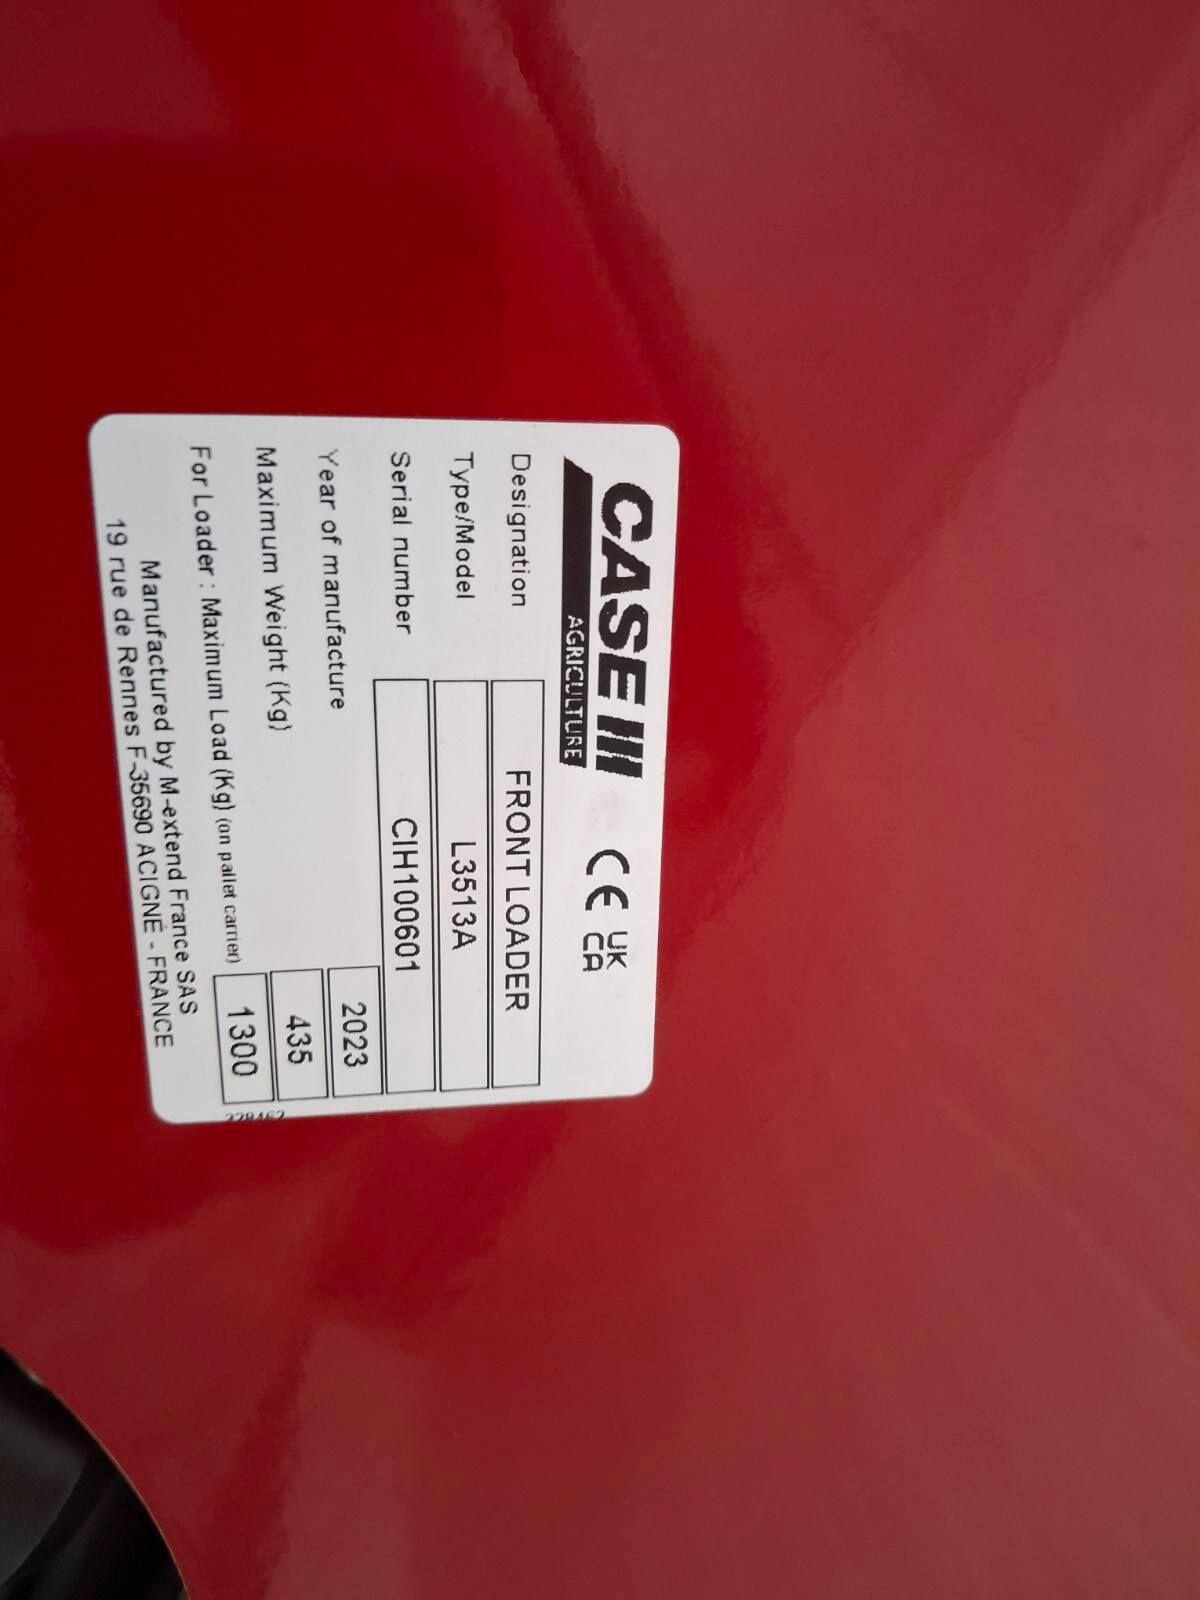 CASE III CE UK
AGRICULTURE CA
Designation FRONT LOADER
Type/Model L3513A
Serial number CIH100601
Year of manufacture 2023
Maximum Weight (Kg) 435
For Loader : Maximum Load (Kg) (on pallet carrier) 1300
Manufactured by M-extend France SAS
19 rue de Rennes F-35690 ACIGNÉ - FRANCE